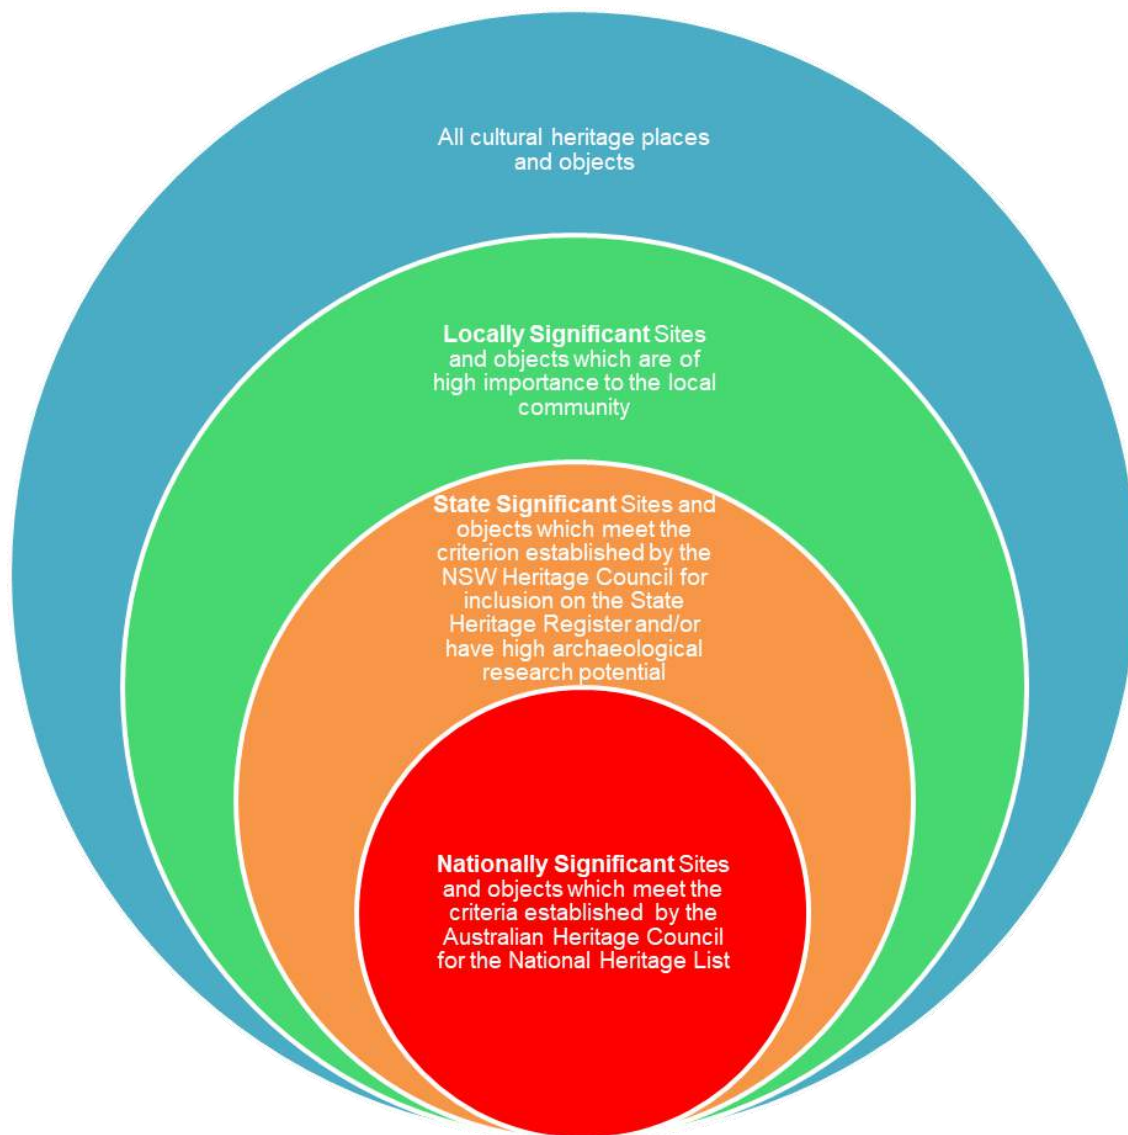 All cultural heritage places
and objects
Locally Significant Sites
and objects which are of
high importance to the local
community
State Significant Sites and
objects which meet the
criterion established by the
NSW Heritage Council for
inclusion on the State
Heritage Register and/or
have high archaeological
research potential
Nationally Significant Sites
and objects which meet the
criteria established by the
Australian Heritage Council
for the National Heritage List